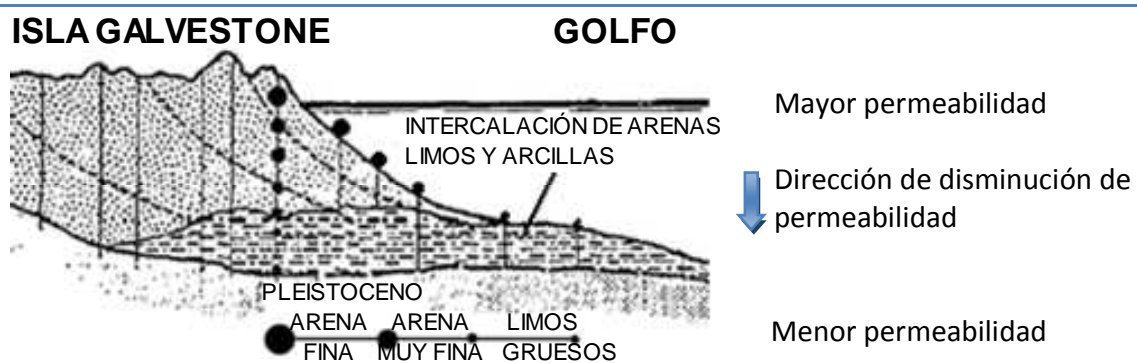 ISLA GALVESTONE
GOLFO
INTERCALACIÓN DE ARENAS
LIMOS Y ARCILLAS
PLEISTOCENO
ARENA FINA
ARENA MUY FINA
LIMOS GRUESOS
Mayor permeabilidad
Dirección de disminución de
permeabilidad
Menor permeabilidad